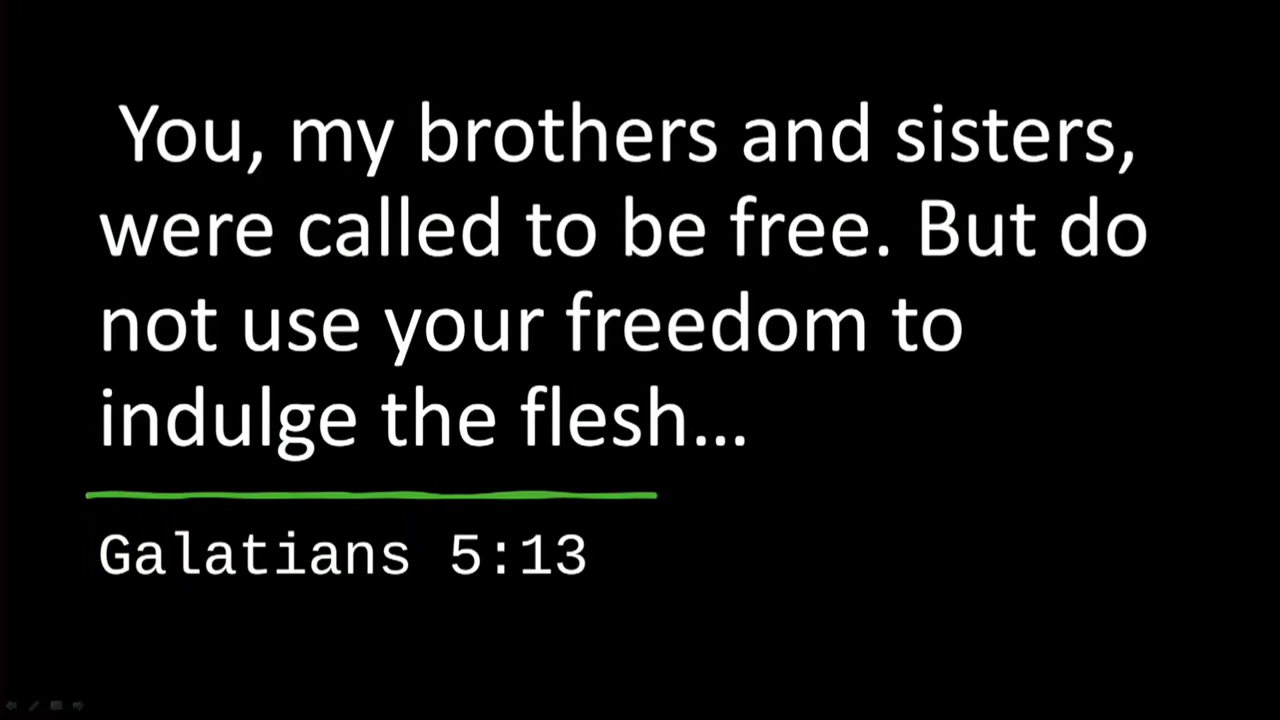 You, my brothers and sisters,
were called to be free. But do
not use your freedom to
indulge the flesh...
Galatians 5:13